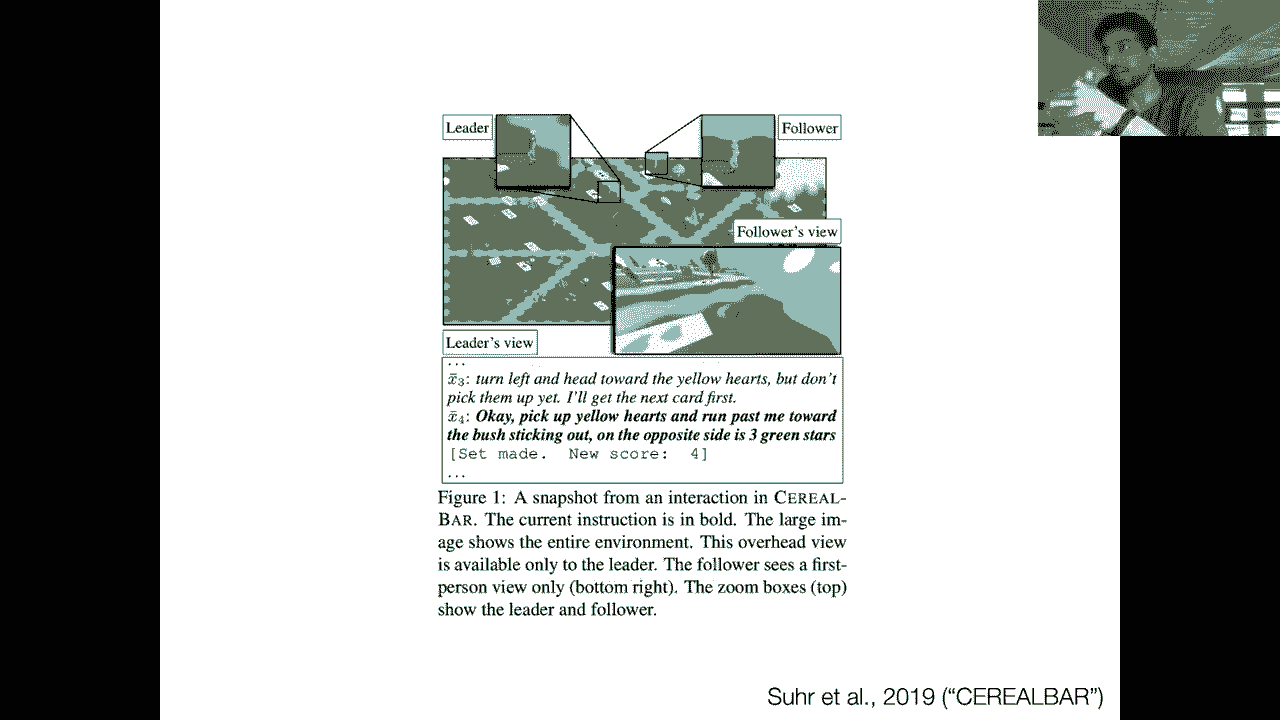 Leader
Follower
Follower's view
Leader's view
...
x̄₃: turn left and head toward the yellow hearts, but don't
pick them up yet. I'll get the next card first.
x̄₄: Okay, pick up yellow hearts and run past me toward
the bush sticking out, on the opposite side is 3 green stars
[Set made. New score: 4]
...
Figure 1: A snapshot from an interaction in CEREAL-
BAR. The current instruction is in bold. The large im-
age shows the entire environment. This overhead view
is available only to the leader. The follower sees a first-
person view only (bottom right). The zoom boxes (top)
show the leader and follower.
Suhr et al., 2019 (“CEREALBAR”)